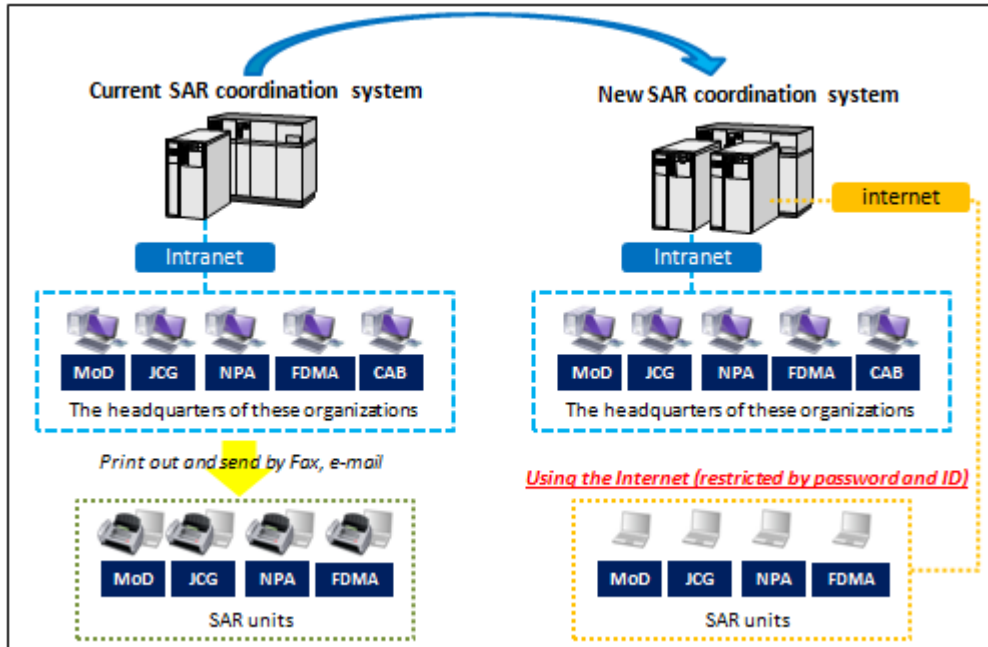 Current SAR coordination system
Intranet
MoD JCG NPA FDMA CAB
The headquarters of these organizations
Print out and send by Fax, e-mail
MoD JCG NPA FDMA
SAR units
New SAR coordination system
internet
Intranet
MoD JCG NPA FDMA CAB
The headquarters of these organizations
Using the Internet (restricted by password and ID)
MoD JCG NPA FDMA
SAR units